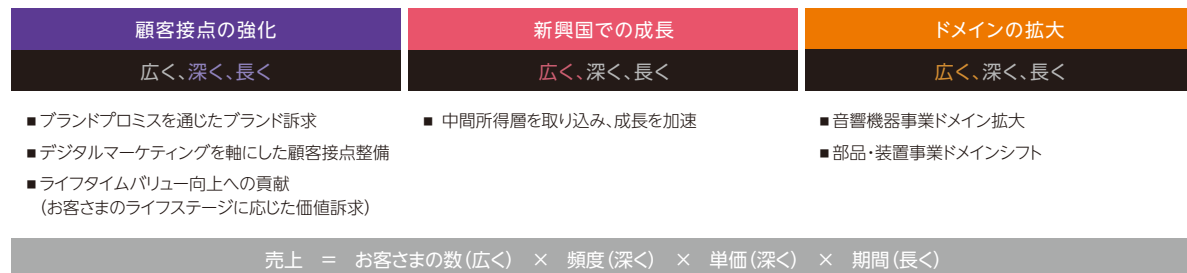 顧客接点の強化
広く、深く、長く
■ブランドプロミスを通じたブランド訴求
■デジタルマーケティングを軸にした顧客接点整備
■ライフタイムバリュー向上への貢献
（お客さまのライフステージに応じた価値訴求）
新興国での成長
広く、深く、長く
■ 中間所得層を取り込み、成長を加速
ドメインの拡大
広く、深く、長く
■音響機器事業ドメイン拡大
■部品・装置事業ドメインシフト
売上 ＝ お客さまの数（広く） × 頻度（深く） × 単価（深く） × 期間（長く）